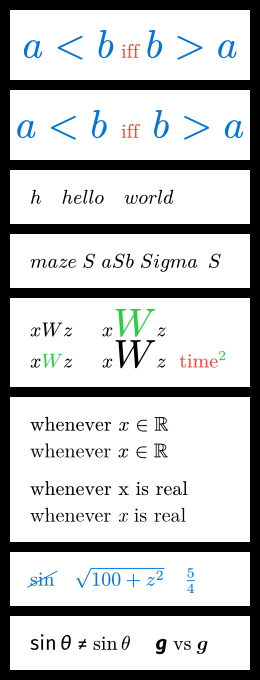 a < b iff b > a
a < b iff b > a
h hello world
maze S aSb Sigma S
xWz xWz
xWz xWz time²
whenever x ∈ ℝ
whenever x ∈ ℝ
whenever x is real
whenever x is real
sin √(100 + z²) 5/4
sin θ ≠ sin θ g vs g